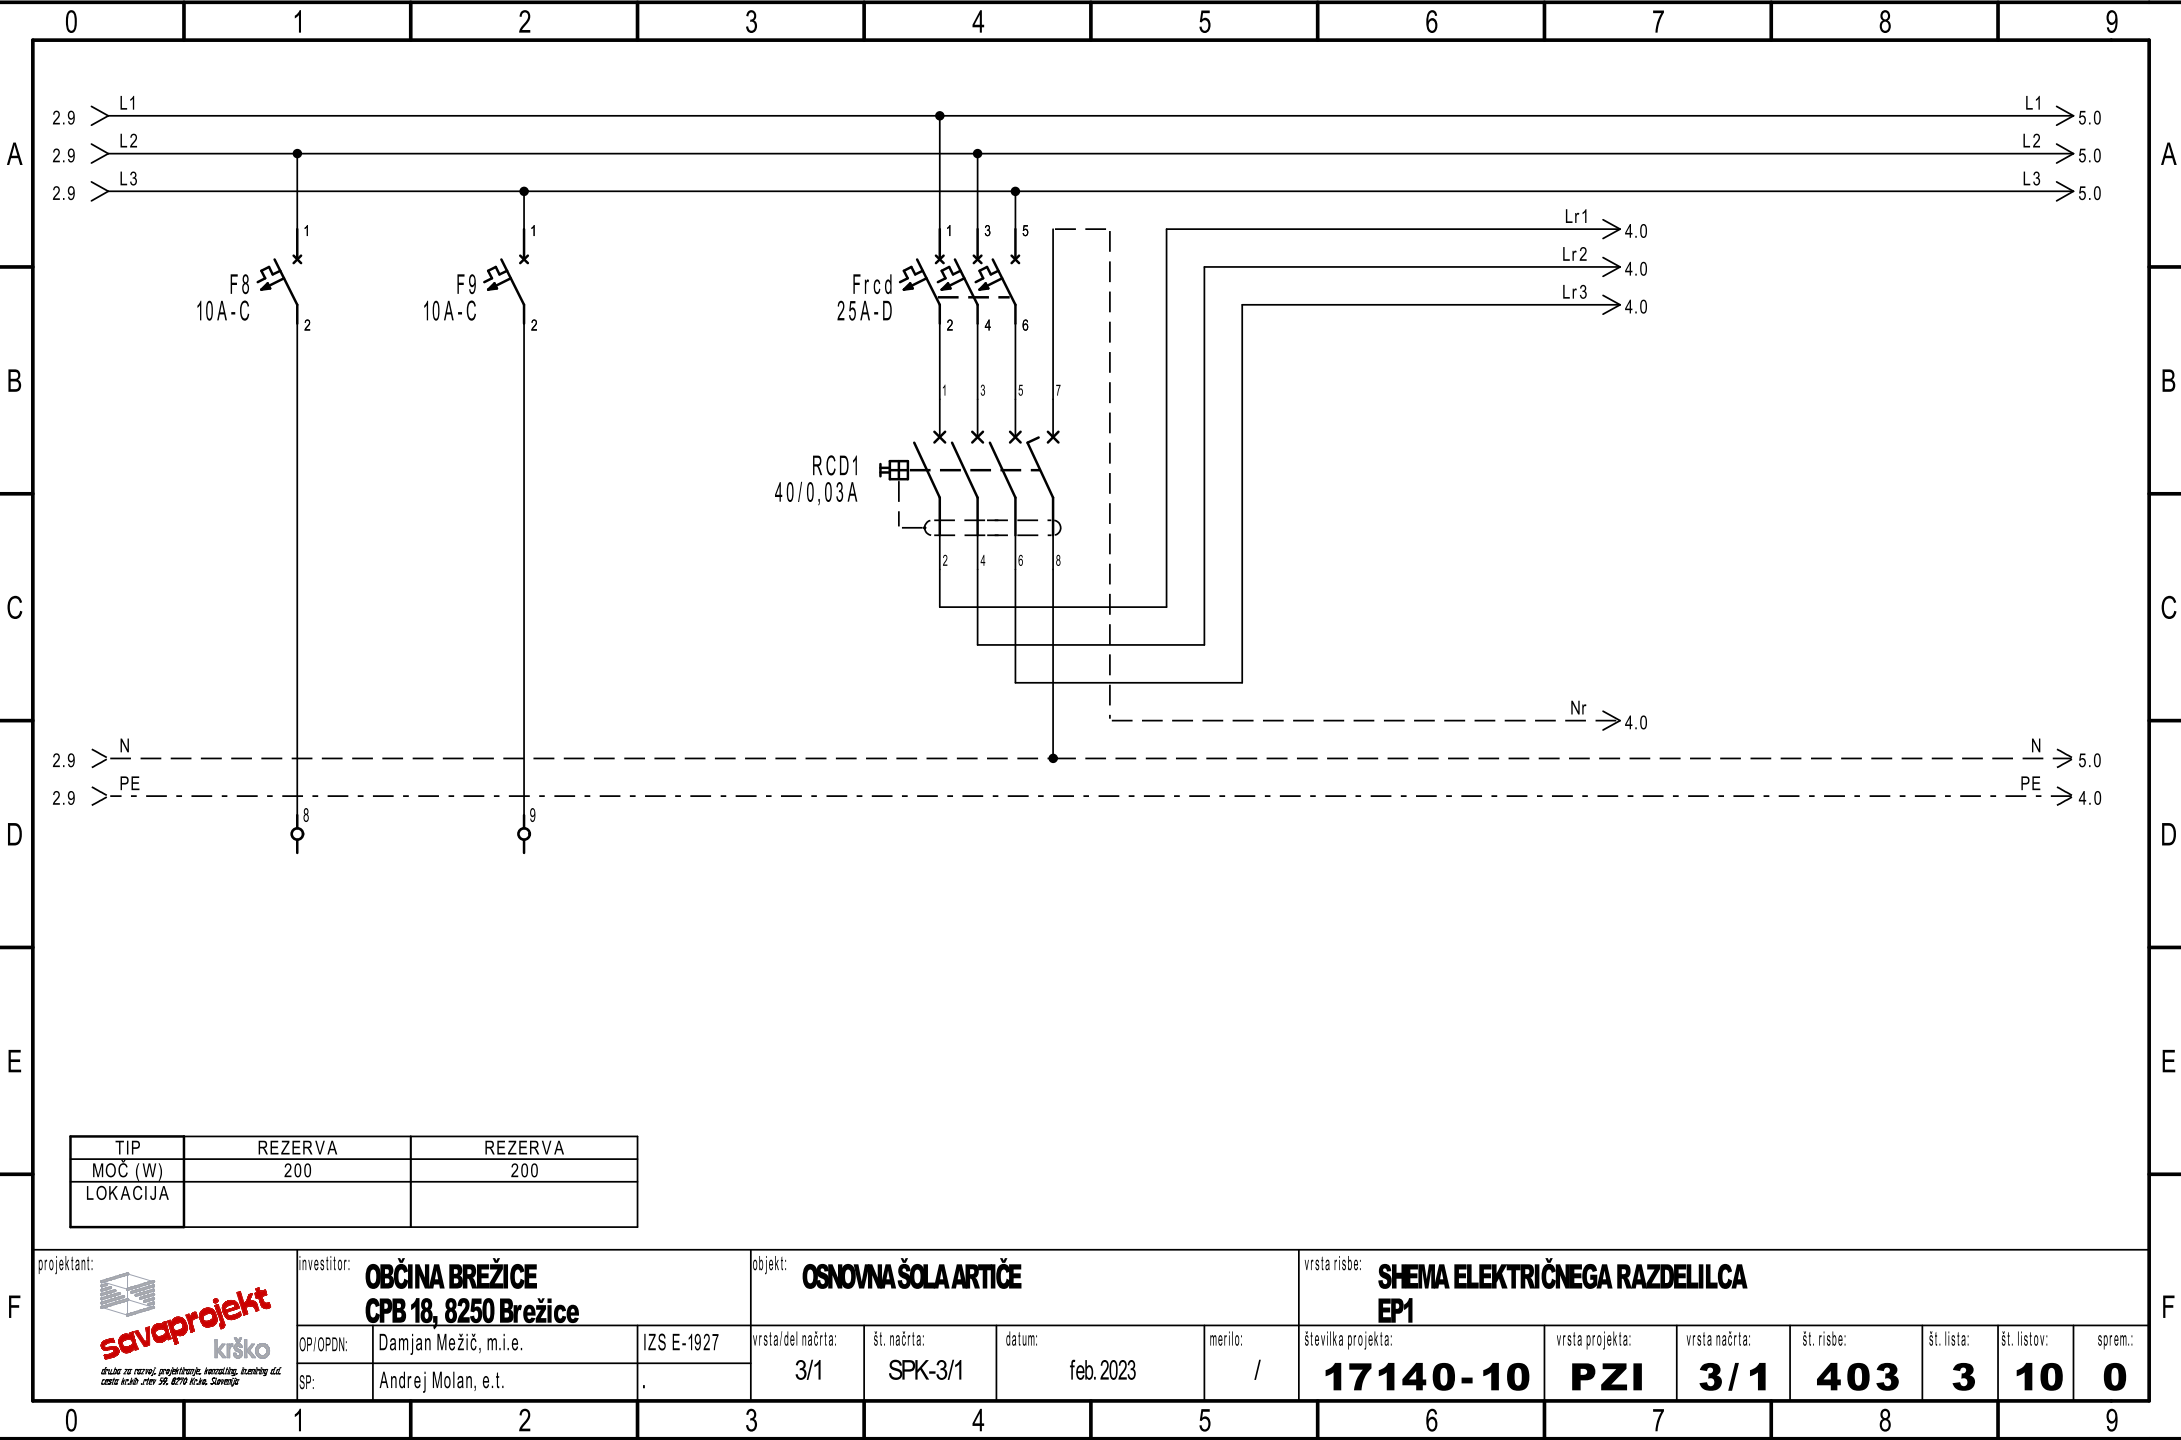 0 1 2 3 4 5 6 7 8 9
L1 L1
2.9 5.0
L2 L2
A 2.9 5.0 A
L3 L3
2.9 5.0
Lr1
4.0
1 1 1 3 5
Lr2
4.0
F8 F9 Frcd
Lr3
10A-C 10A-C 25A-D 4.0
2 2 2 4 6
B B
1 3 5 7
RCD1
40/0,03A
2 4 6 8
C C
Nr
4.0
N N
2.9 5.0
PE PE
2.9 4.0
8 9
D D
E E
TIP REZERVA REZERVA
MOČ (W) 200 200
LOKACIJA
projektant: investitor: OBČINA BREŽICE objekt: OSNOVNA ŠOLA ARTIČE vrsta risbe: SHEMA ELEKTRIČNEGA RAZDELILCA
F CPB 18, 8250 Brežice EP1 F
savaprojekt
krško
OP/OPDN: Damjan Mežič, m.i.e. IZS E-1927 vrsta/del načrta: št. načrta: datum: merilo: številka projekta: vrsta projekta: vrsta načrta: št. risbe: št. lista: št. listov: sprem.:
SP: Andrej Molan, e.t. . 3/1 SPK-3/1 feb. 2023 / 17140-10 PZI 3/1 403 3 10 0
0 1 2 3 4 5 6 7 8 9